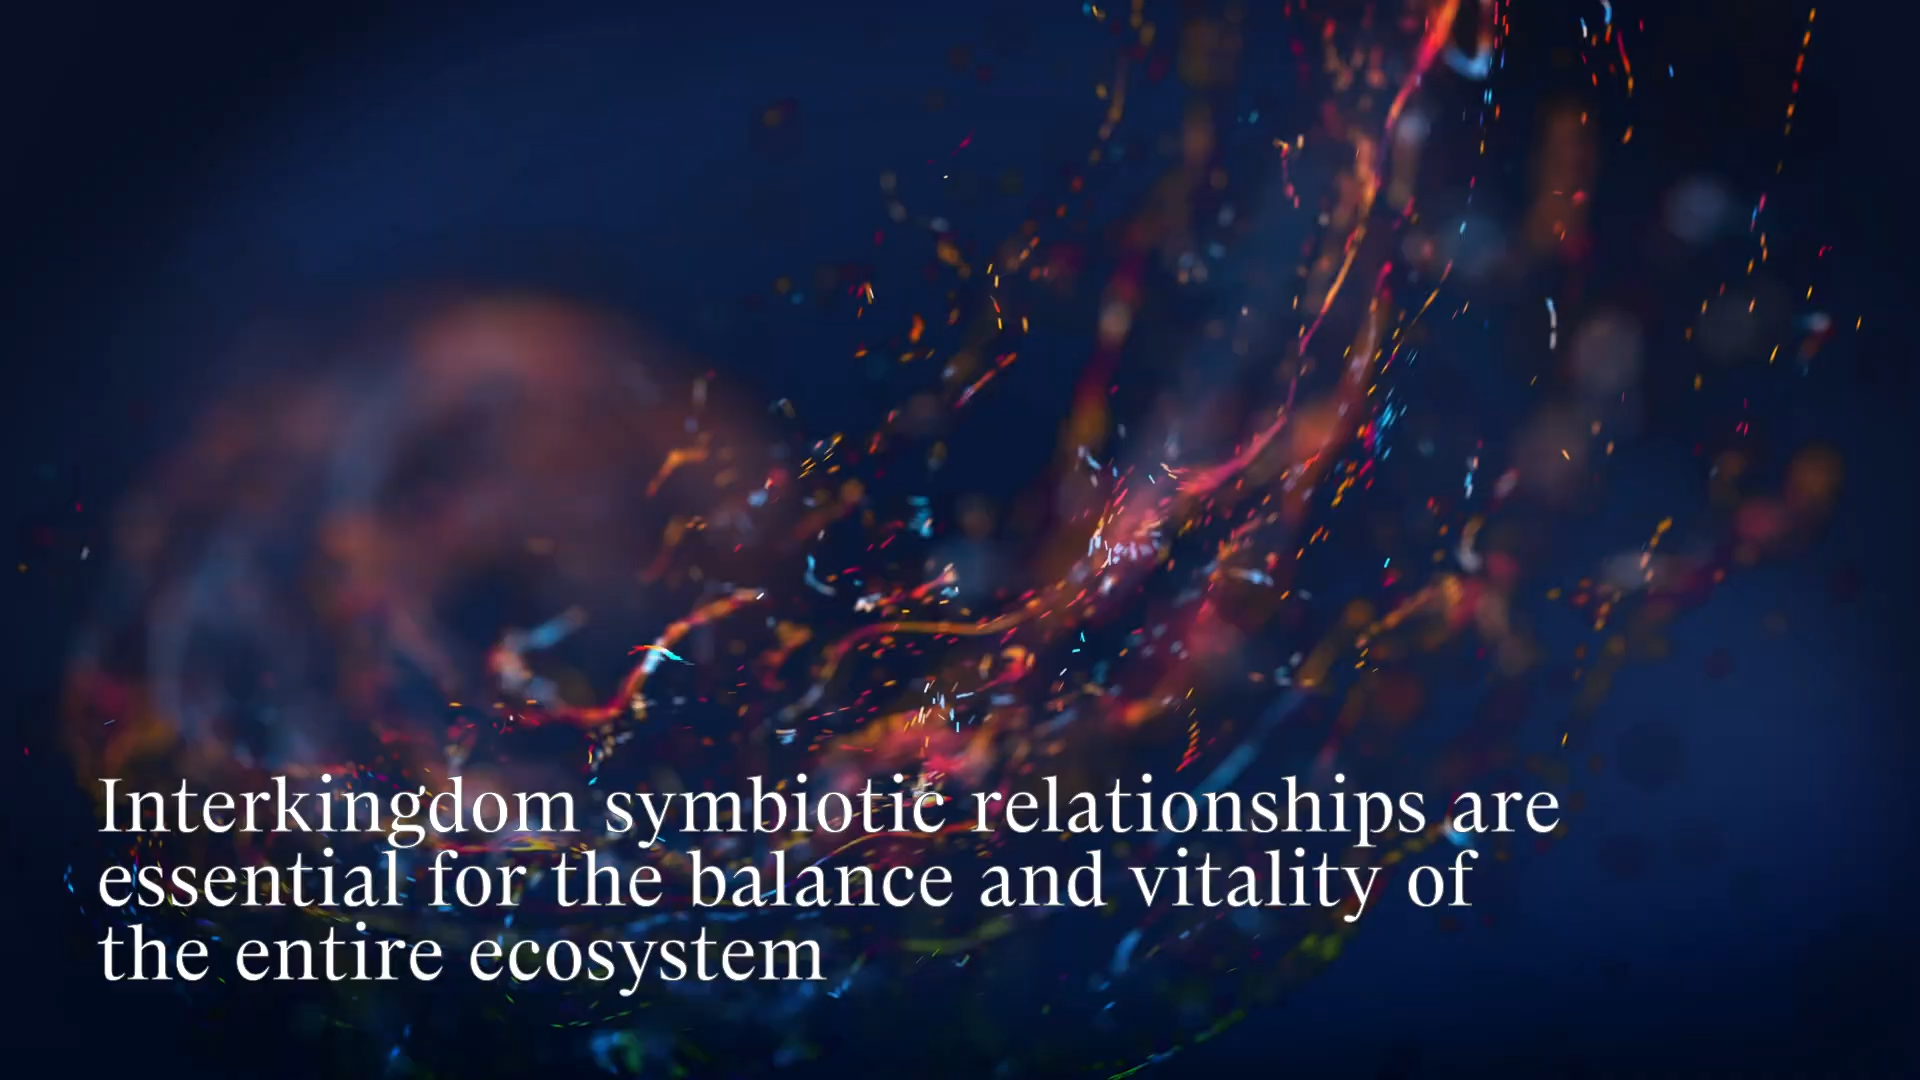 Interkingdom symbiotic relationships are
essential for the balance and vitality of
the entire ecosystem